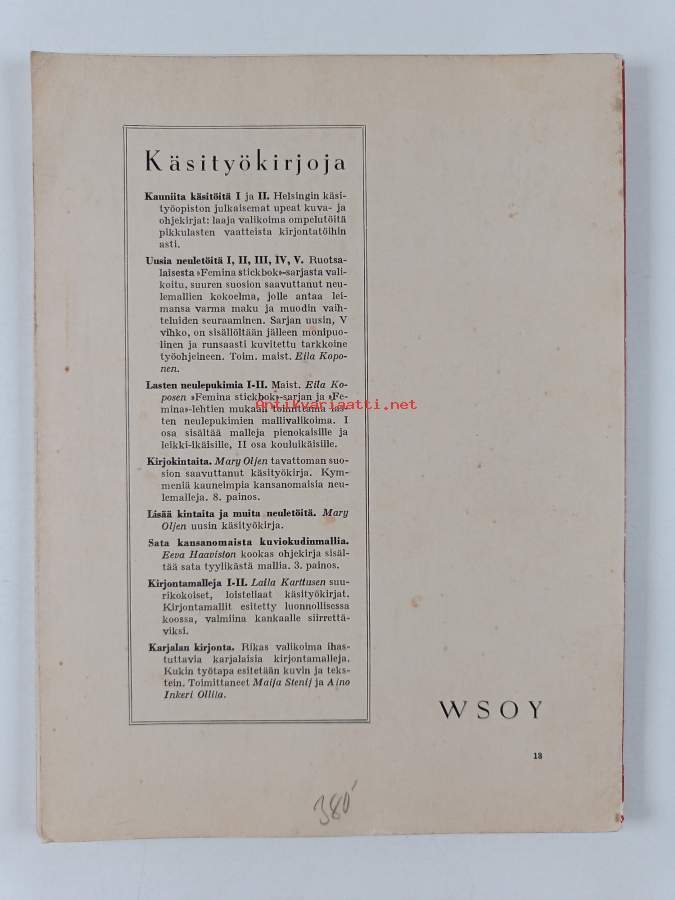 Käsityökirjoja
Kauniita käsitöitä I ja II. Helsingin käsi-
työopiston julkaisemat upeat kuva- ja
ohjekirjat: laaja valikoima ompelutöitä
pikkulasten vaatteista kirjontatöihin
asti.
Uusia neuletöitä I, II, III, IV, V. Ruotsa-
laisesta »Femina stickbok»-sarjasta vali-
koitu, suuren suosion saavuttanut neu-
lemallien kokoelma, jolle antaa lei-
mansa varma maku ja muodin vaih-
teluiden seuraaminen. Sarjan uusin, V
vihko, on sisällöltään jälleen monipuo-
linen ja runsaasti kuvitettu tarkkoine
työohjeineen. Toim. maist. Eila Kopo-
nen.
Lasten neulepukimia I-II. Maist. Eila Ko-
posen »Femina stickbok»-sarjan ja »Fe-
mina»-lehtien mukaan toimittama las-
ten neulepukimien mallivalikoima. I
osa sisältää malleja pienokaisille ja
leikki-ikäisille, II osa kouluikäisille.
Kirjokintaita. Mary Oljen tavattoman suo-
sion saavuttanut käsityökirja. Kym-
meniä kauneimpia kansanomaisia neu-
lemalleja. 8. painos.
Lisää kintaita ja muita neuletöitä. Mary
Oljen uusin käsityökirja.
Sata kansanomaista kuviokudinmallia.
Eeva Haaviston kookas ohjekirja sisäl-
tää sata tyylikästä mallia. 3. painos.
Kirjontamalleja I-II. Laila Karttusen suu-
rikokoiset, loisteliaat käsityökirjat.
Kirjontamallit esitetty luonnollisessa
koossa, valmiina kankaalle siirrettä-
viksi.
Karjalan kirjonta. Rikas valikoima ihas-
tuttavia karjalaisia kirjontamalleja.
Kukin työtapa esitetään kuvin ja teks-
tein. Toimittaneet Maija Stenij ja Aino
Inkeri Ollila.
Antikvariaatti.net
WSOY
18
380